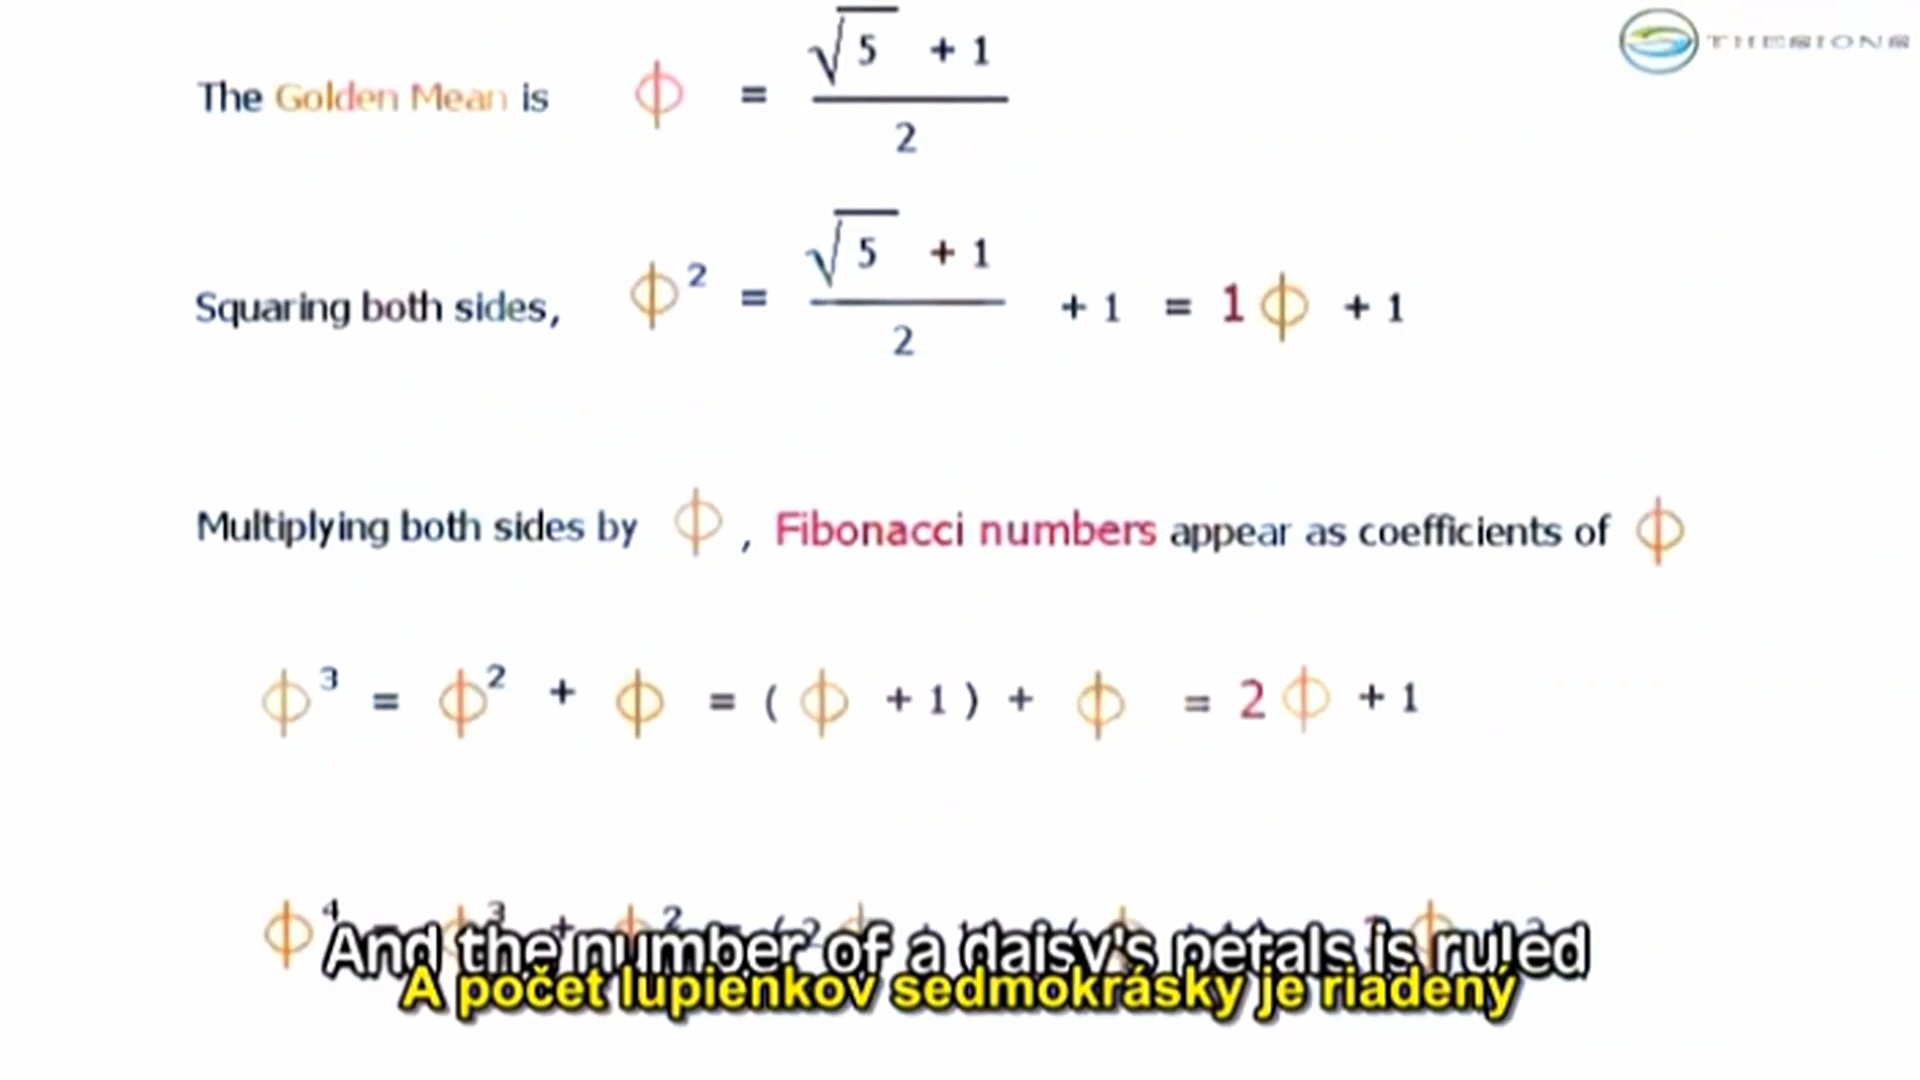 THESIONS
The Golden Mean is ϕ = (√5 + 1) / 2
Squaring both sides, ϕ² = (√5 + 1) / 2 + 1 = 1ϕ + 1
Multiplying both sides by ϕ , Fibonacci numbers appear as coefficients of ϕ
ϕ³ = ϕ² + ϕ = ( ϕ + 1 ) + ϕ = 2ϕ + 1
And the number of a daisy's petals is ruled
A počet lupienkov sedmokrásky je riadený